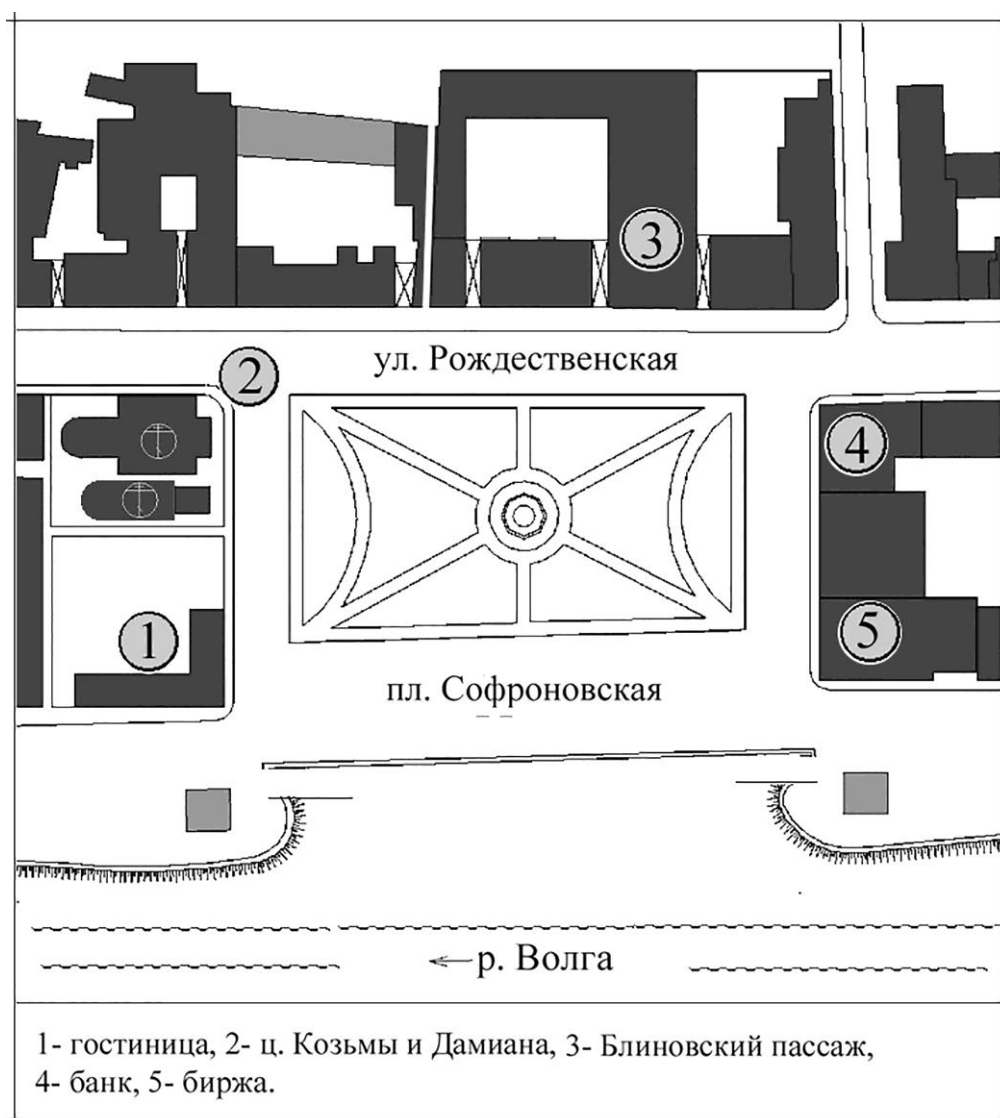 3
ул. Рождественская
2
4
1
5
пл. Софроновская
р. Волга
1- гостиница, 2- ц. Козьмы и Дамиана, 3- Блиновский пассаж,
4- банк, 5- биржа.